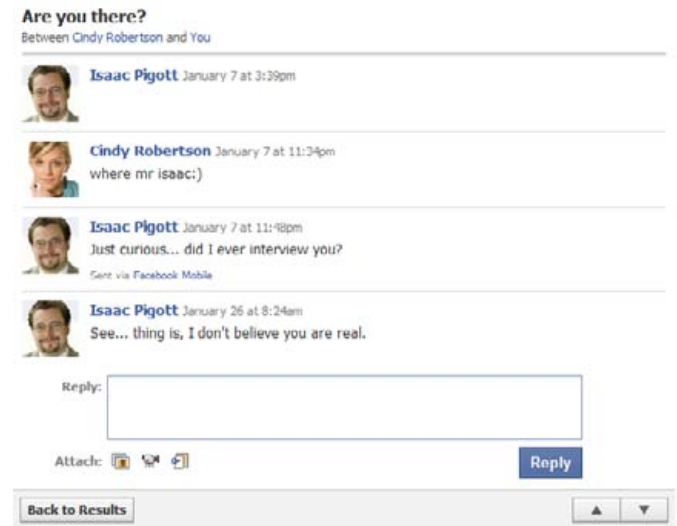 Are you there?
Between Cindy Robertson and You
Isaac Pigott January 7 at 3:39pm
Cindy Robertson January 7 at 11:34pm
where mr isaac:)
Isaac Pigott January 7 at 11:48pm
Just curious... did I ever interview you?
Sent via Facebook Mobile
Isaac Pigott January 26 at 8:24am
See... thing is, I don't believe you are real.
Reply:
Attach:
Reply
Back to Results